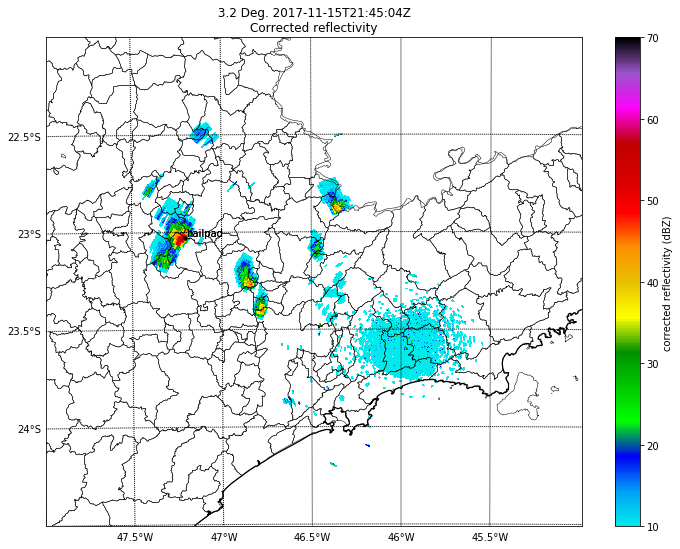 3.2 Deg. 2017-11-15T21:45:04Z
Corrected reflectivity
70
60
50
40
30
20
10
corrected reflectivity (dBZ)
22.5°S
23°S
23.5°S
24°S
hailpad
47.5°W
47°W
46.5°W
46°W
45.5°W